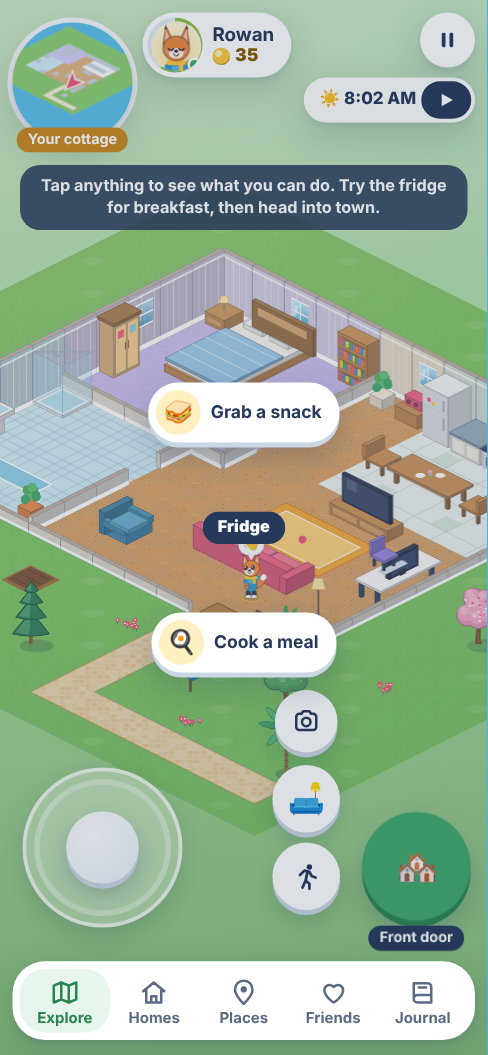 Rowan
35
8:02 AM
Your cottage
Tap anything to see what you can do. Try the fridge
for breakfast, then head into town.
Grab a snack
Fridge
Cook a meal
Front door
Explore
Homes
Places
Friends
Journal